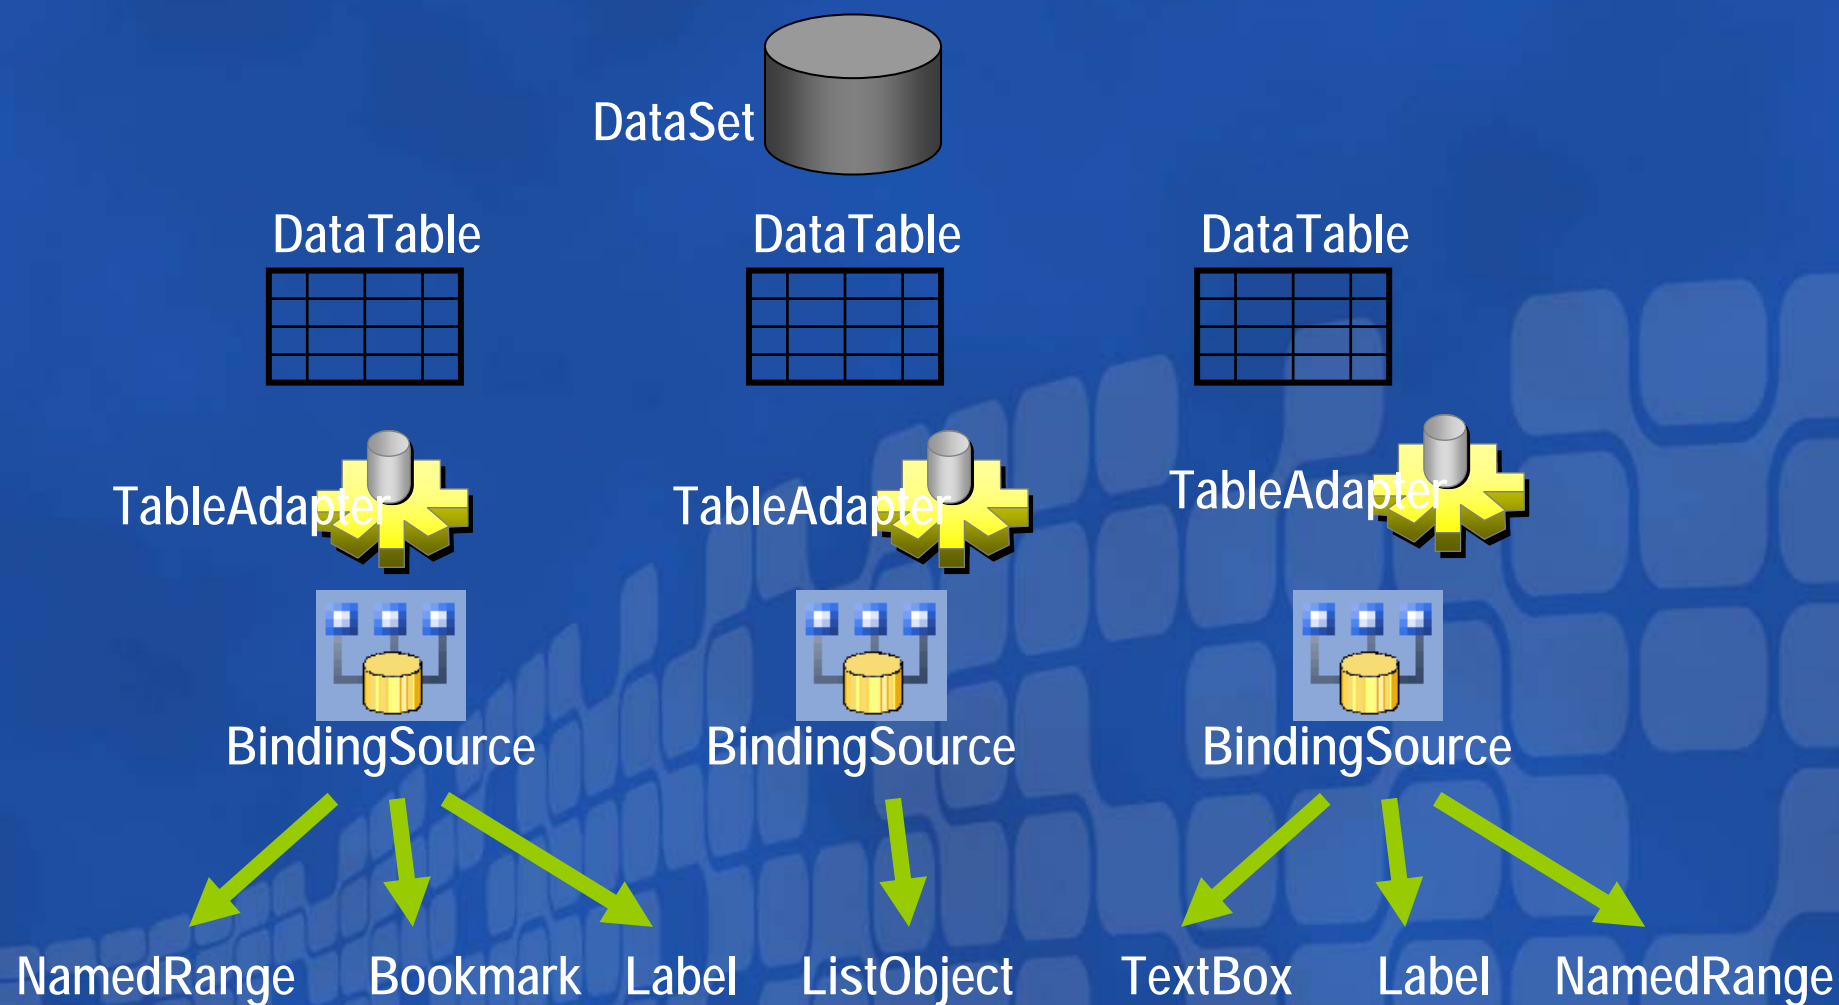 DataSet
DataTable DataTable DataTable
TableAdapter TableAdapter TableAdapter
BindingSource BindingSource BindingSource
NamedRange Bookmark Label ListObject TextBox Label NamedRange